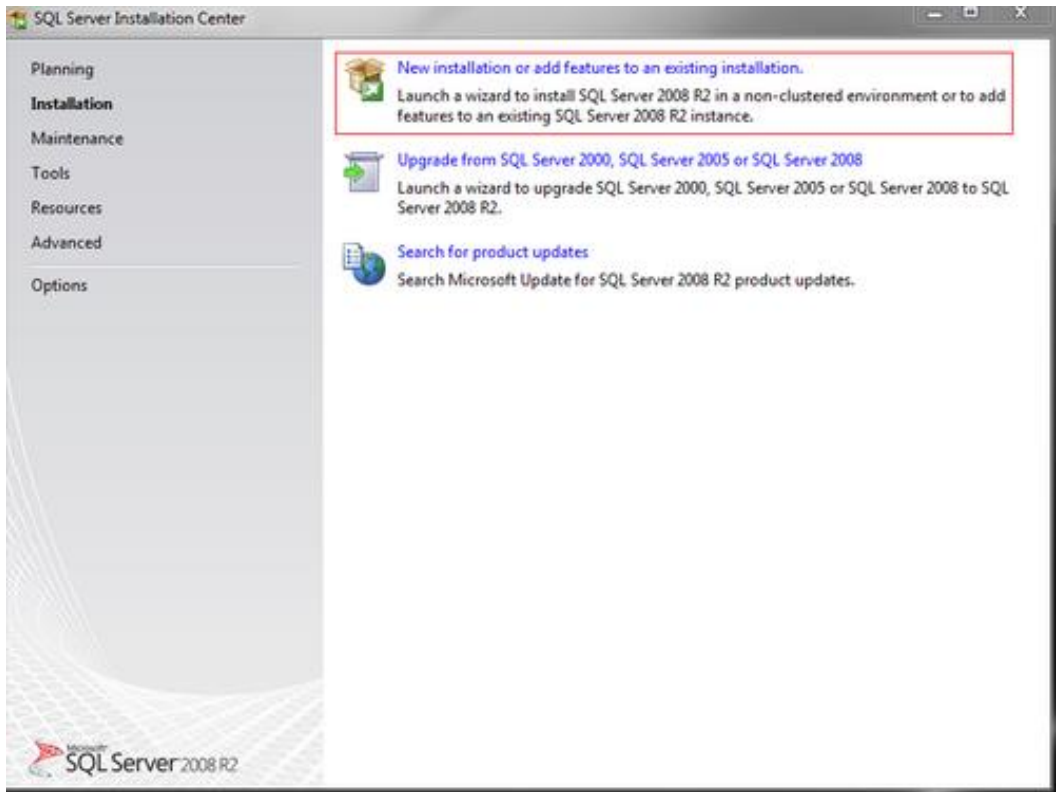 SQL Server Installation Center
Planning
Installation
Maintenance
Tools
Resources
Advanced
Options
New installation or add features to an existing installation.
Launch a wizard to install SQL Server 2008 R2 in a non-clustered environment or to add
features to an existing SQL Server 2008 R2 instance.
Upgrade from SQL Server 2000, SQL Server 2005 or SQL Server 2008
Launch a wizard to upgrade SQL Server 2000, SQL Server 2005 or SQL Server 2008 to SQL
Server 2008 R2.
Search for product updates
Search Microsoft Update for SQL Server 2008 R2 product updates.
Microsoft
SQL Server 2008 R2